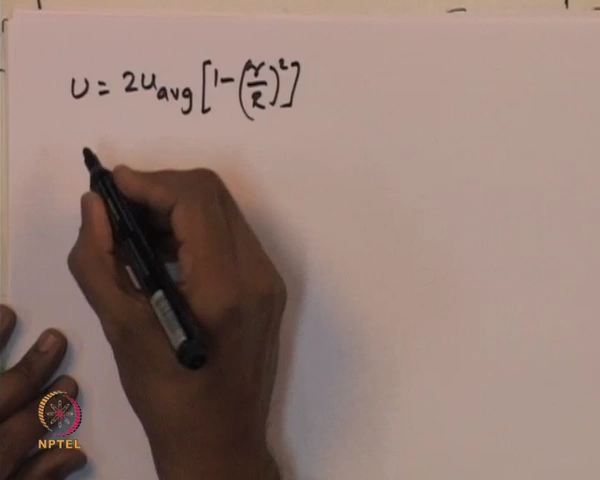 u = 2u_avg [1-(r/R)^2]
NPTEL